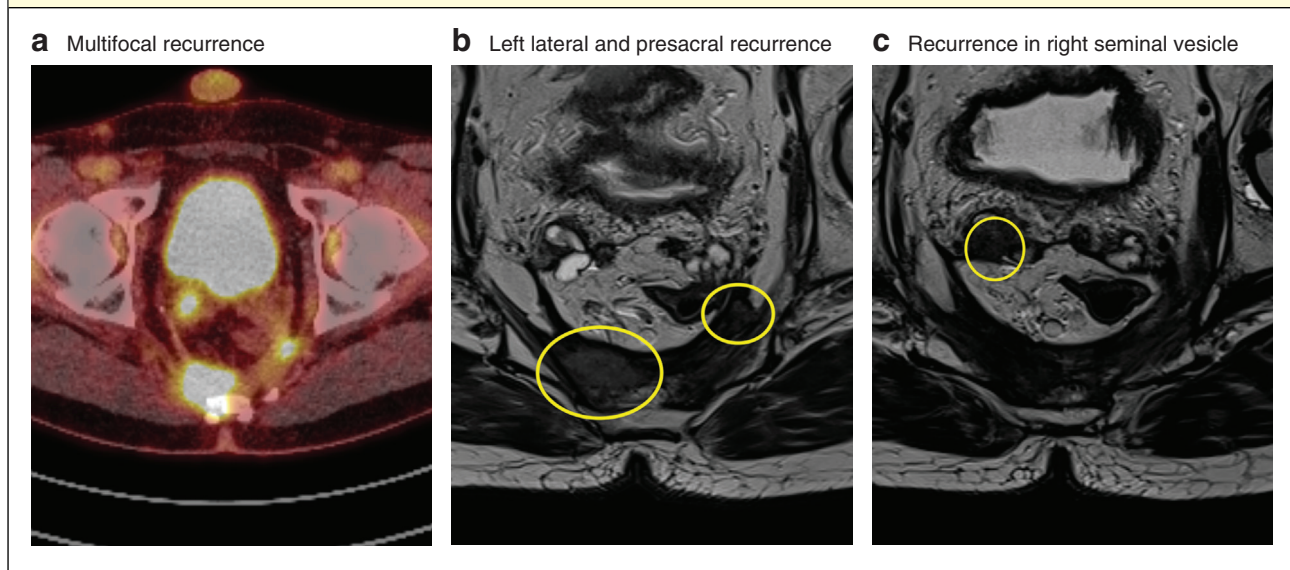 a Multifocal recurrence
b Left lateral and presacral recurrence
c Recurrence in right seminal vesicle